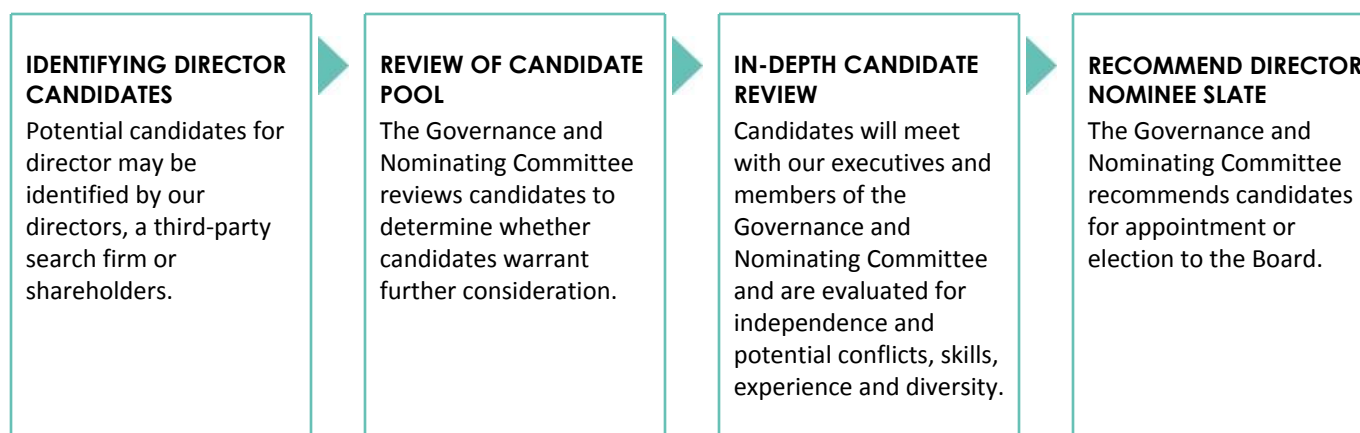 IDENTIFYING DIRECTOR
CANDIDATES
Potential candidates for
director may be
identified by our
directors, a third-party
search firm or
shareholders.
REVIEW OF CANDIDATE
POOL
The Governance and
Nominating Committee
reviews candidates to
determine whether
candidates warrant
further consideration.
IN-DEPTH CANDIDATE
REVIEW
Candidates will meet
with our executives and
members of the
Governance and
Nominating Committee
and are evaluated for
independence and
potential conflicts, skills,
experience and diversity.
RECOMMEND DIRECTOR
NOMINEE SLATE
The Governance and
Nominating Committee
recommends candidates
for appointment or
election to the Board.